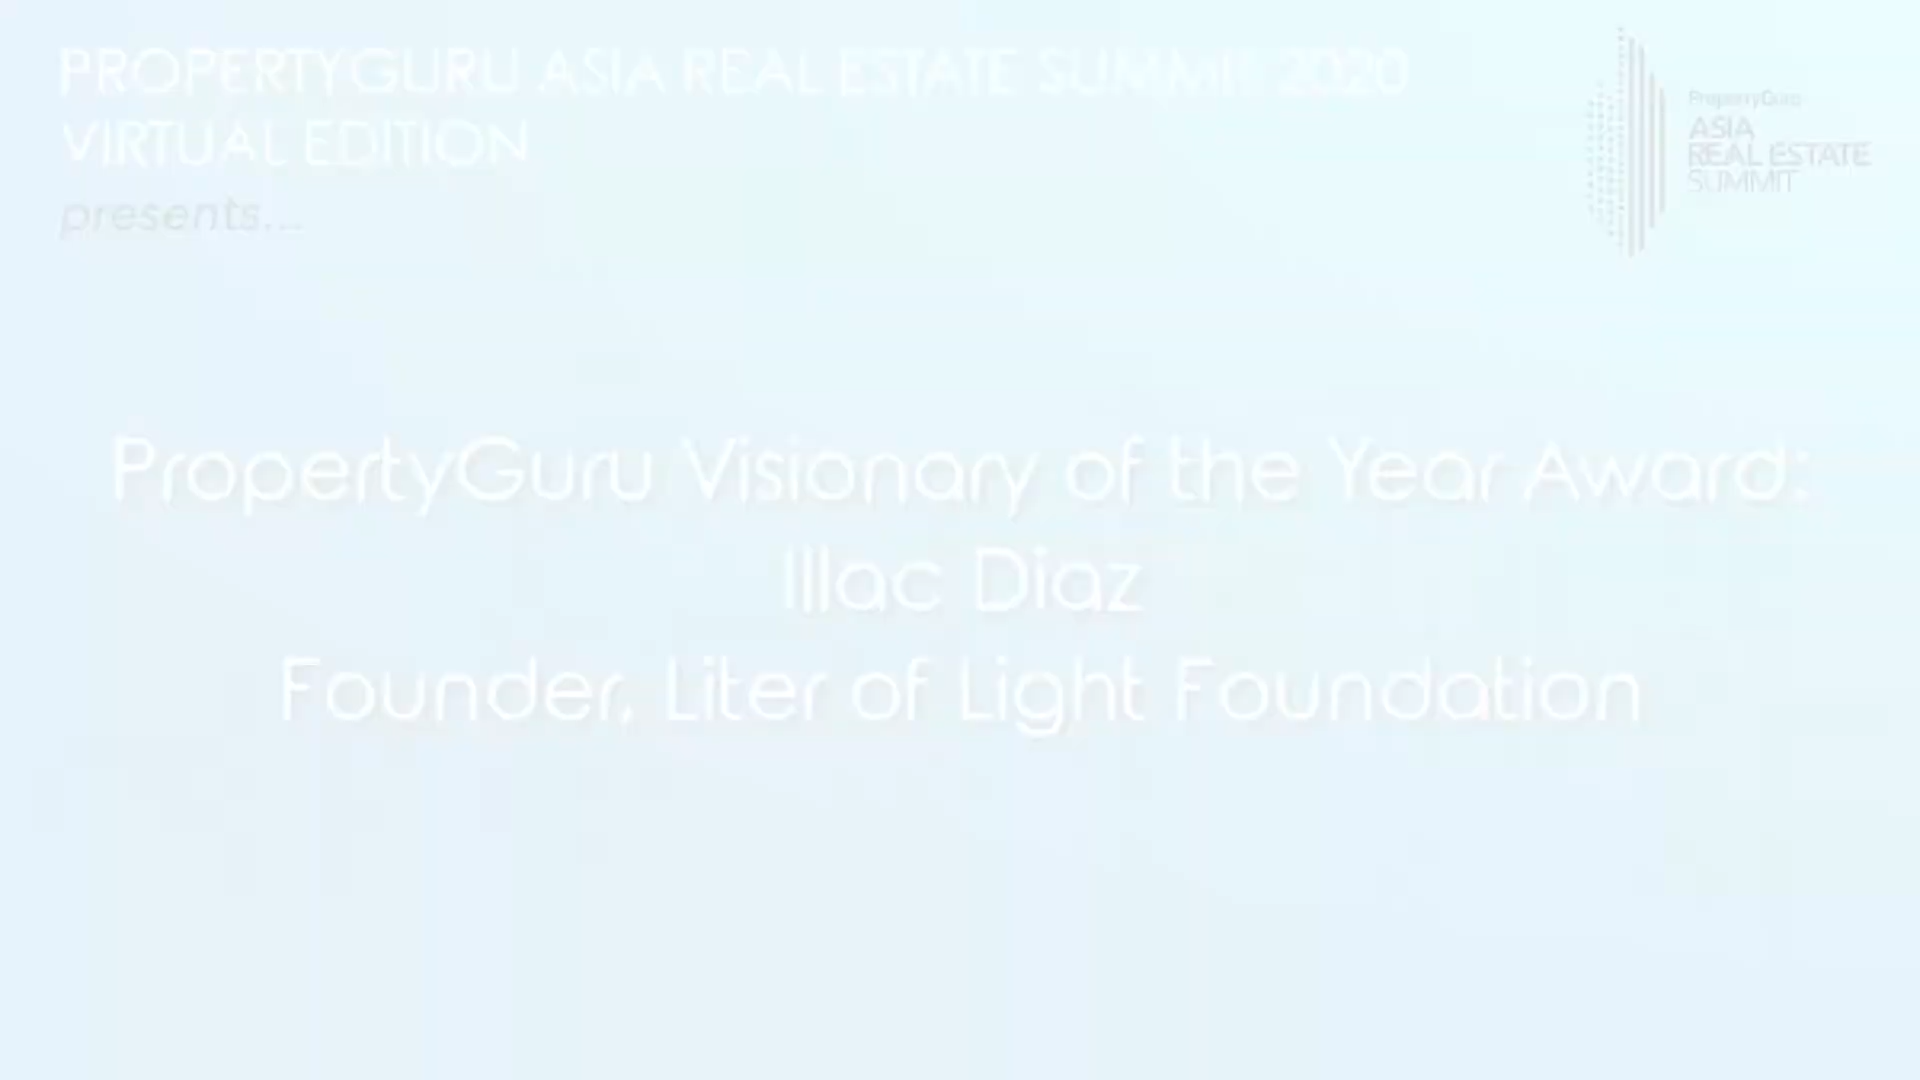 PROPERTYGURU ASIA REAL ESTATE SUMMIT 2020
VIRTUAL EDITION
presents...
PropertyGuru
ASIA
REAL ESTATE
SUMMIT
PropertyGuru Visionary of the Year Award:
Illac Diaz
Founder, Liter of Light Foundation